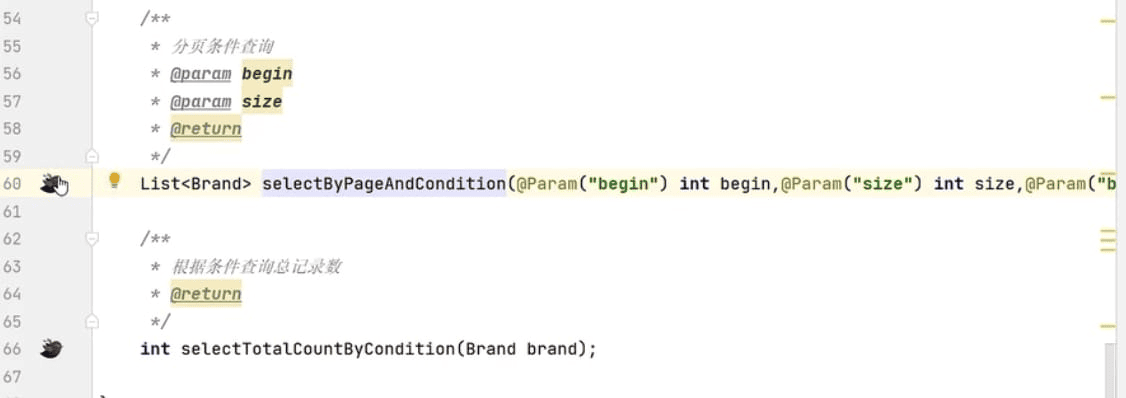 54 /**
55 * 分页条件查询
56 * @param begin
57 * @param size
58 * @return
59 */
60 List<Brand> selectByPageAndCondition(@Param("begin") int begin,@Param("size") int size,@Param("b
61
62 /**
63 * 根据条件查询总记录数
64 * @return
65 */
66 int selectTotalCountByCondition(Brand brand);
67